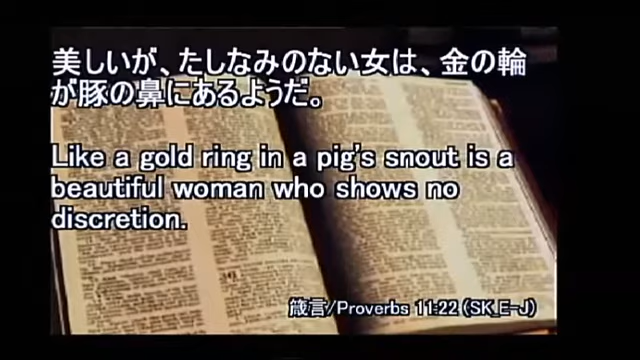 美しいが、たしなみのない女は、金の輪
が豚の鼻にあるようだ。
Like a gold ring in a pig's snout is a
beautiful woman who shows no
discretion.
箴言/Proverbs 11:22 (SK_E-J)